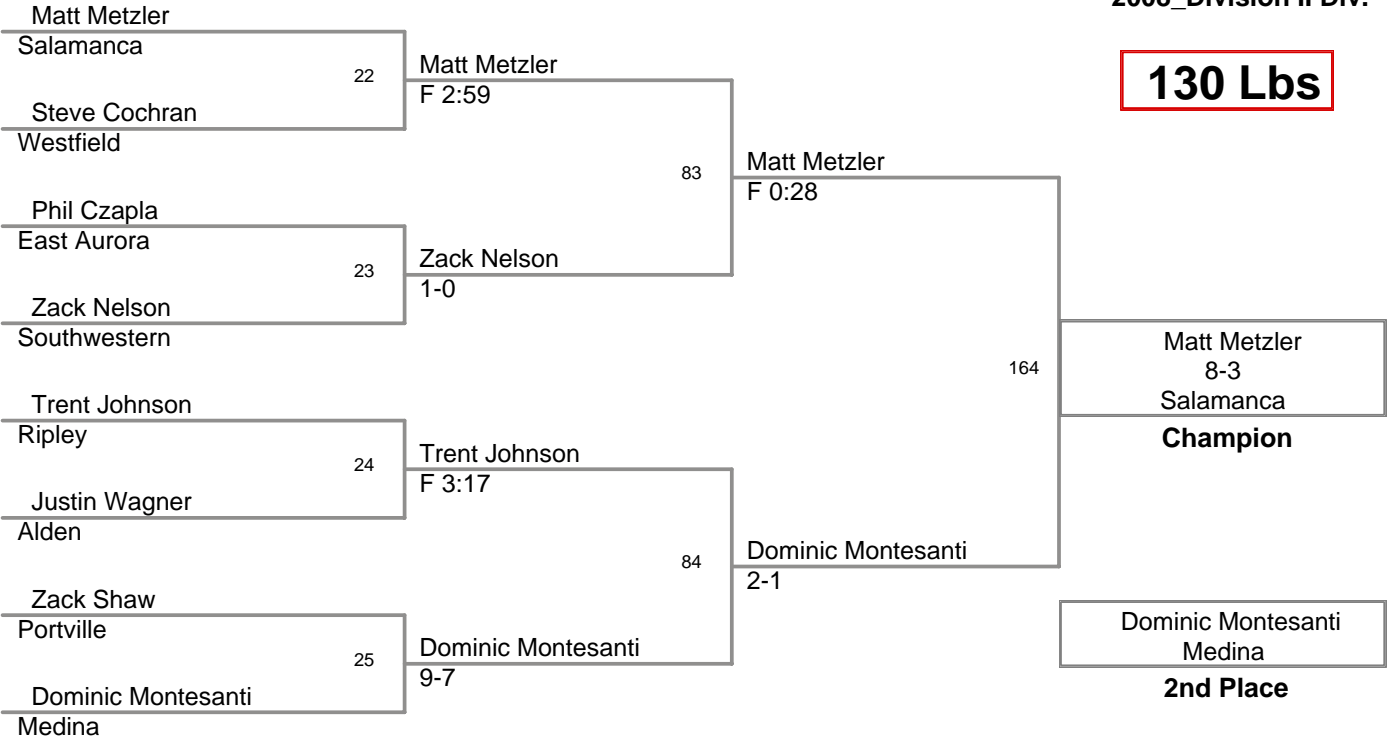 2008_Division II Div.
130 Lbs
Matt Metzler
Salamanca
22
Steve Cochran
Westfield
Matt Metzler
F 2:59
Phil Czapla
East Aurora
23
Zack Nelson
Southwestern
Zack Nelson
1-0
83
Matt Metzler
F 0:28
Trent Johnson
Ripley
24
Justin Wagner
Alden
Trent Johnson
F 3:17
Zack Shaw
Portville
25
Dominic Montesanti
Medina
Dominic Montesanti
9-7
84
Dominic Montesanti
2-1
164
Matt Metzler
8-3
Salamanca
Champion
Dominic Montesanti
Medina
2nd Place